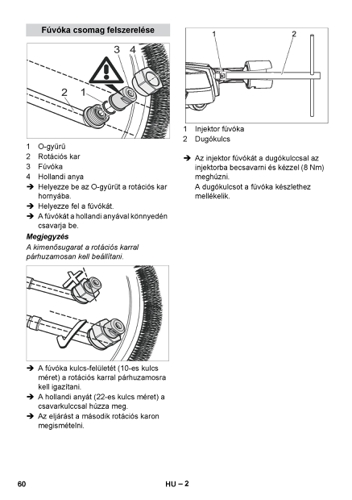 Fúvóka csomag felszerelése
3 4
2 1
1 O-gyűrű
2 Rotációs kar
3 Fúvóka
4 Hollandi anya
➔ Helyezze be az O-gyűrűt a rotációs kar
hornyába.
➔ Helyezze fel a fúvókát.
➔ A fúvókát a hollandi anyával könnyedén
csavarja be.
Megjegyzés
A kimenősugarat a rotációs karral
párhuzamosan kell beállítani.
➔ A fúvóka kulcs-felületét (10-es kulcs
méret) a rotációs karral párhuzamosra
kell igazítani.
➔ A hollandi anyát (22-es kulcs méret) a
csavarkulccsal húzza meg.
➔ Az eljárást a második rotációs karon
megismételni.
1 2
1 Injektor fúvóka
2 Dugókulcs
➔ Az injektor fúvókát a dugókulccsal az
injektorba becsavarni és kézzel (8 Nm)
meghúzni.
A dugókulcsot a fúvóka készlethez
mellékelik.
60 HU – 2